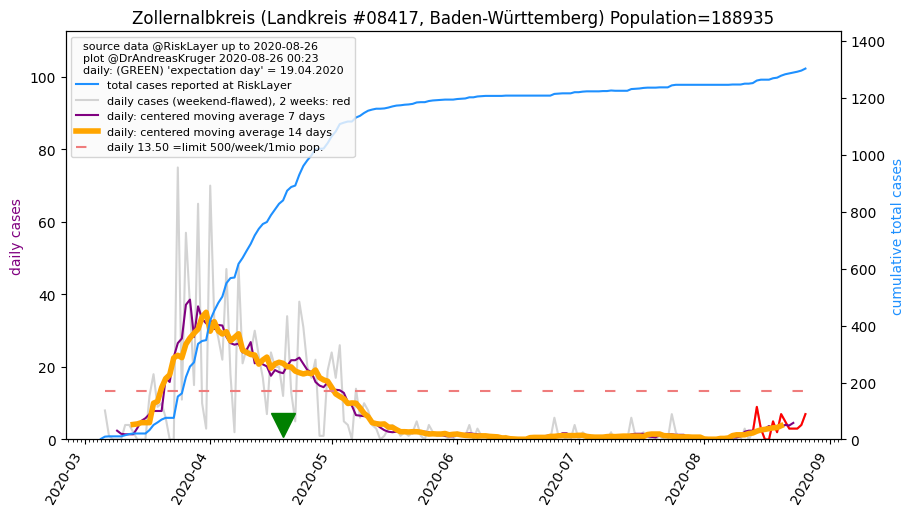 Zollernalbkreis (Landkreis #08417, Baden-Württemberg) Population=188935
source data @RiskLayer up to 2020-08-26
plot @DrAndreasKruger 2020-08-26 00:23
daily: (GREEN) 'expectation day' = 19.04.2020
total cases reported at RiskLayer
daily cases (weekend-flawed), 2 weeks: red
daily: centered moving average 7 days
daily: centered moving average 14 days
daily 13.50 =limit 500/week/1mio pop.
daily cases
100
80
60
40
20
0
cumulative total cases
1400
1200
1000
800
600
400
200
0
2020-03
2020-04
2020-05
2020-06
2020-07
2020-08
2020-09